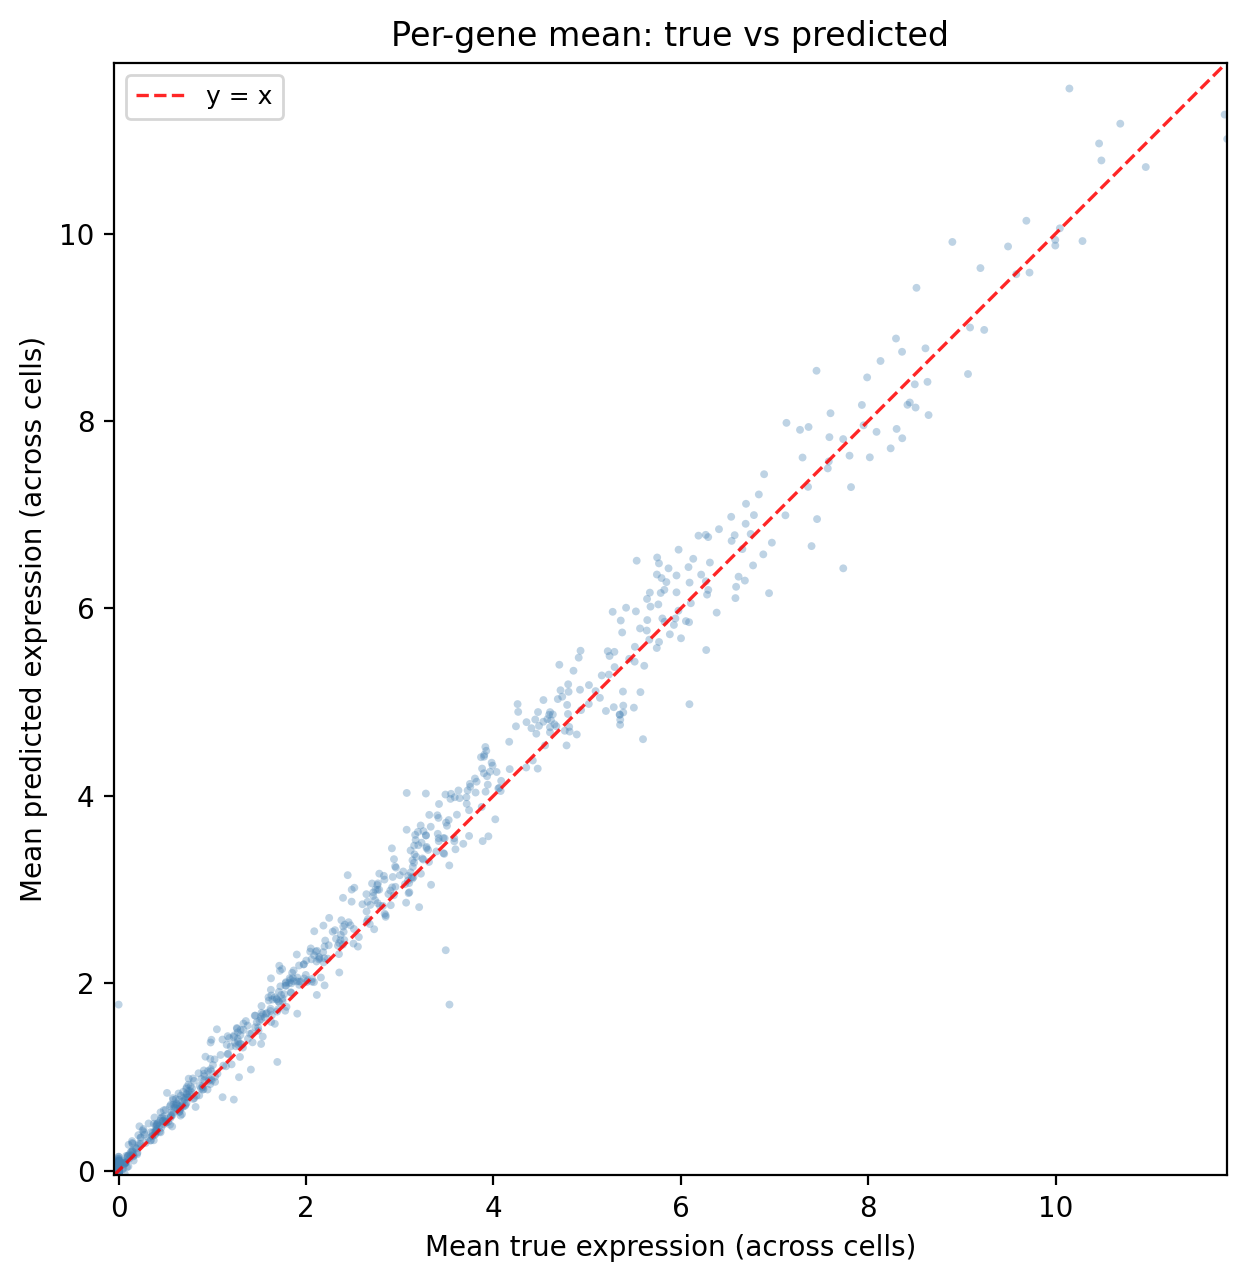 Per-gene mean: true vs predicted
y = x
Mean predicted expression (across cells)
10
8
6
4
2
0
0 2 4 6 8 10
Mean true expression (across cells)